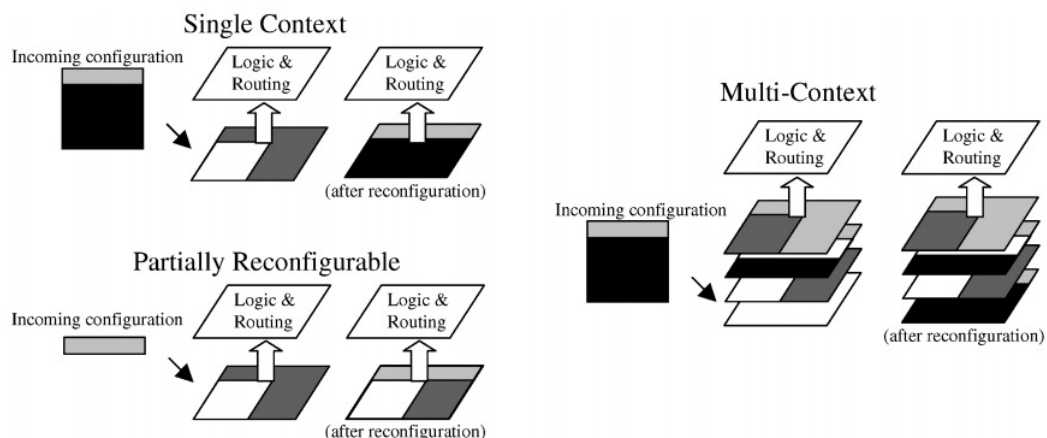 Single Context
Incoming configuration
Logic &
Routing
Logic &
Routing
(after reconfiguration)
Partially Reconfigurable
Incoming configuration
Logic &
Routing
Logic &
Routing
(after reconfiguration)
Multi-Context
Incoming configuration
Logic &
Routing
Logic &
Routing
(after reconfiguration)